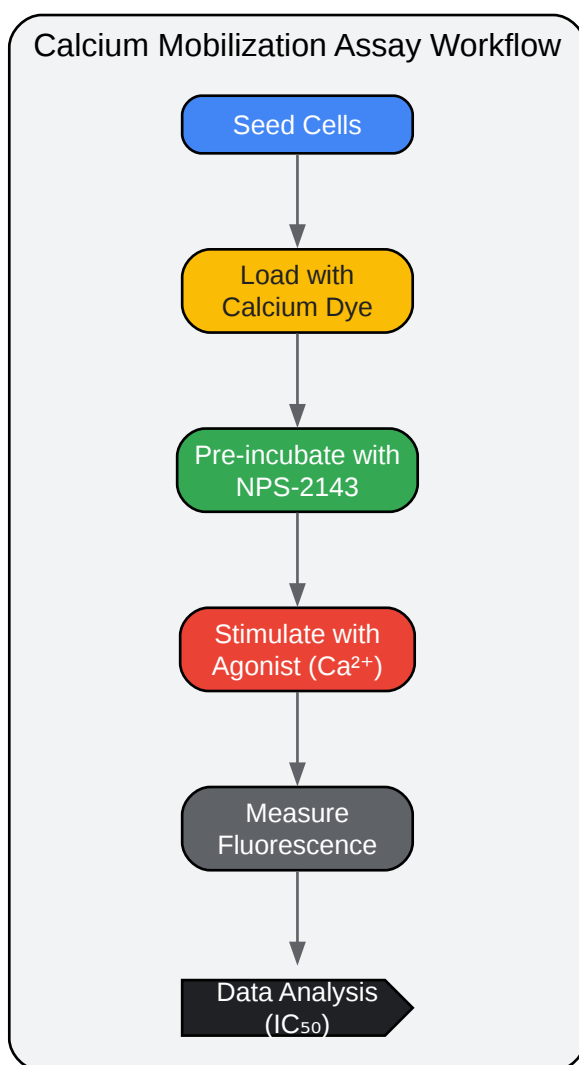 Calcium Mobilization Assay Workflow
Seed Cells
Load with
Calcium Dye
Pre-incubate with
NPS-2143
Stimulate with
Agonist (Ca²⁺)
Measure
Fluorescence
Data Analysis
(IC₅₀)